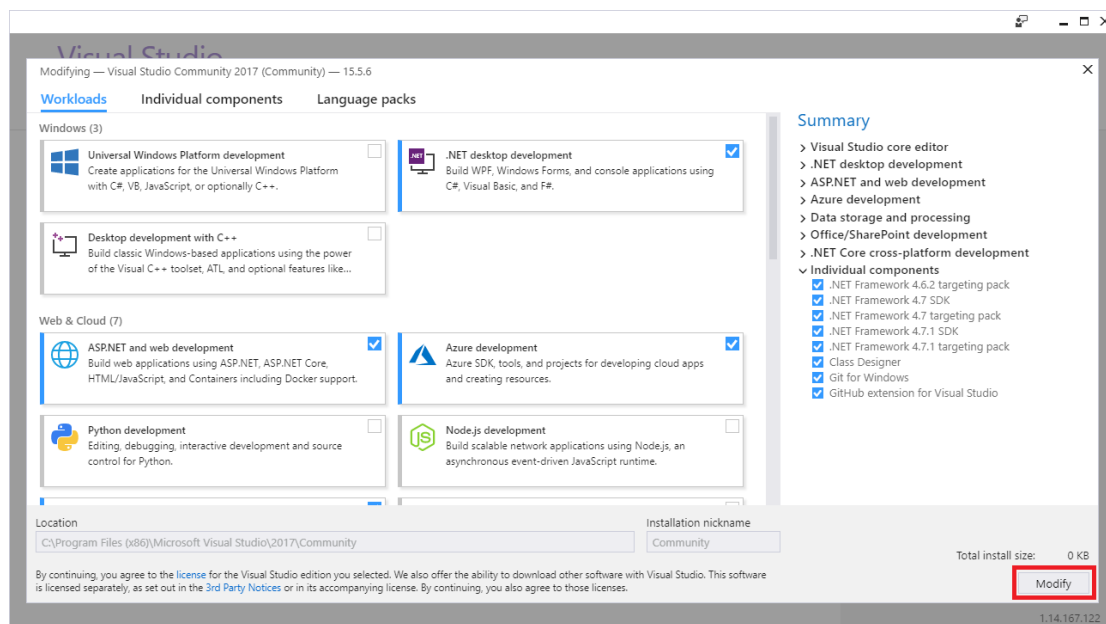 Visual Studio
Modifying — Visual Studio Community 2017 (Community) — 15.5.6
Workloads
Individual components
Language packs
Windows (3)
Universal Windows Platform development
Create applications for the Universal Windows Platform
with C#, VB, JavaScript, or optionally C++.
.NET
.NET desktop development
Build WPF, Windows Forms, and console applications using
C#, Visual Basic, and F#.
Desktop development with C++
Build classic Windows-based applications using the power
of the Visual C++ toolset, ATL, and optional features like...
Web & Cloud (7)
ASP.NET and web development
Build web applications using ASP.NET, ASP.NET Core,
HTML/JavaScript, and Containers including Docker support.
Azure development
Azure SDK, tools, and projects for developing cloud apps
and creating resources.
Python development
Editing, debugging, interactive development and source
control for Python.
JS
Node.js development
Build scalable network applications using Node.js, an
asynchronous event-driven JavaScript runtime.
Summary
Visual Studio core editor
.NET desktop development
ASP.NET and web development
Azure development
Data storage and processing
Office/SharePoint development
.NET Core cross-platform development
Individual components
.NET Framework 4.6.2 targeting pack
.NET Framework 4.7 SDK
.NET Framework 4.7 targeting pack
.NET Framework 4.7.1 SDK
.NET Framework 4.7.1 targeting pack
Class Designer
Git for Windows
GitHub extension for Visual Studio
Location
C:\Program Files (x86)\Microsoft Visual Studio\2017\Community
Installation nickname
Community
By continuing, you agree to the license for the Visual Studio edition you selected. We also offer the ability to download other software with Visual Studio. This software
is licensed separately, as set out in the 3rd Party Notices or in its accompanying license. By continuing, you also agree to those licenses.
Total install size: 0 KB
Modify
1.14.167.122